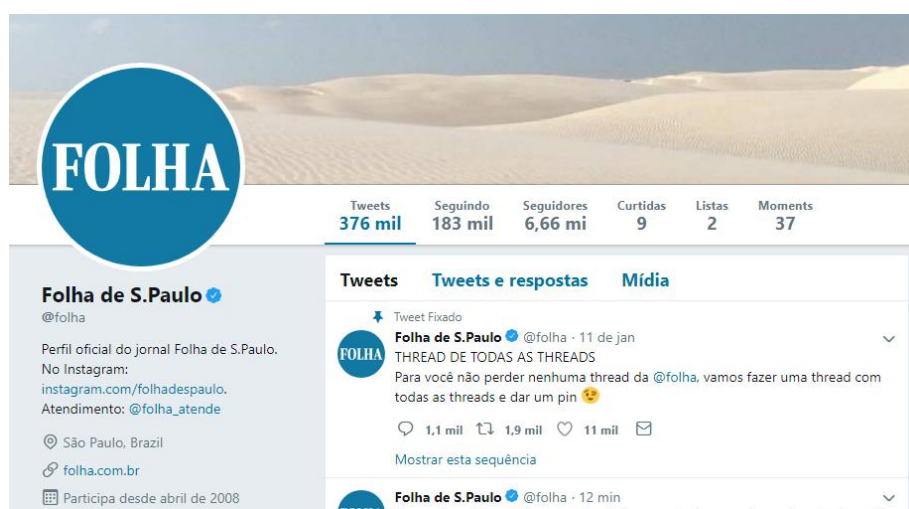 FOLHA
Tweets Seguindo Seguidores Curtidas Listas Moments
376 mil 183 mil 6,66 mi 9 2 37
Folha de S.Paulo
@folha
Perfil oficial do jornal Folha de S.Paulo.
No Instagram:
instagram.com/folhadespaulo.
Atendimento: @folha_atende
São Paulo, Brazil
folha.com.br
Participa desde abril de 2008
Tweets Tweets e respostas Mídia
Tweet Fixado
FOLHA
Folha de S.Paulo @folha · 11 de jan
THREAD DE TODAS AS THREADS
Para você não perder nenhuma thread da @folha, vamos fazer uma thread com
todas as threads e dar um pin 😉
1,1 mil 1,9 mil 11 mil
Mostrar esta sequência
Folha de S.Paulo @folha · 12 min